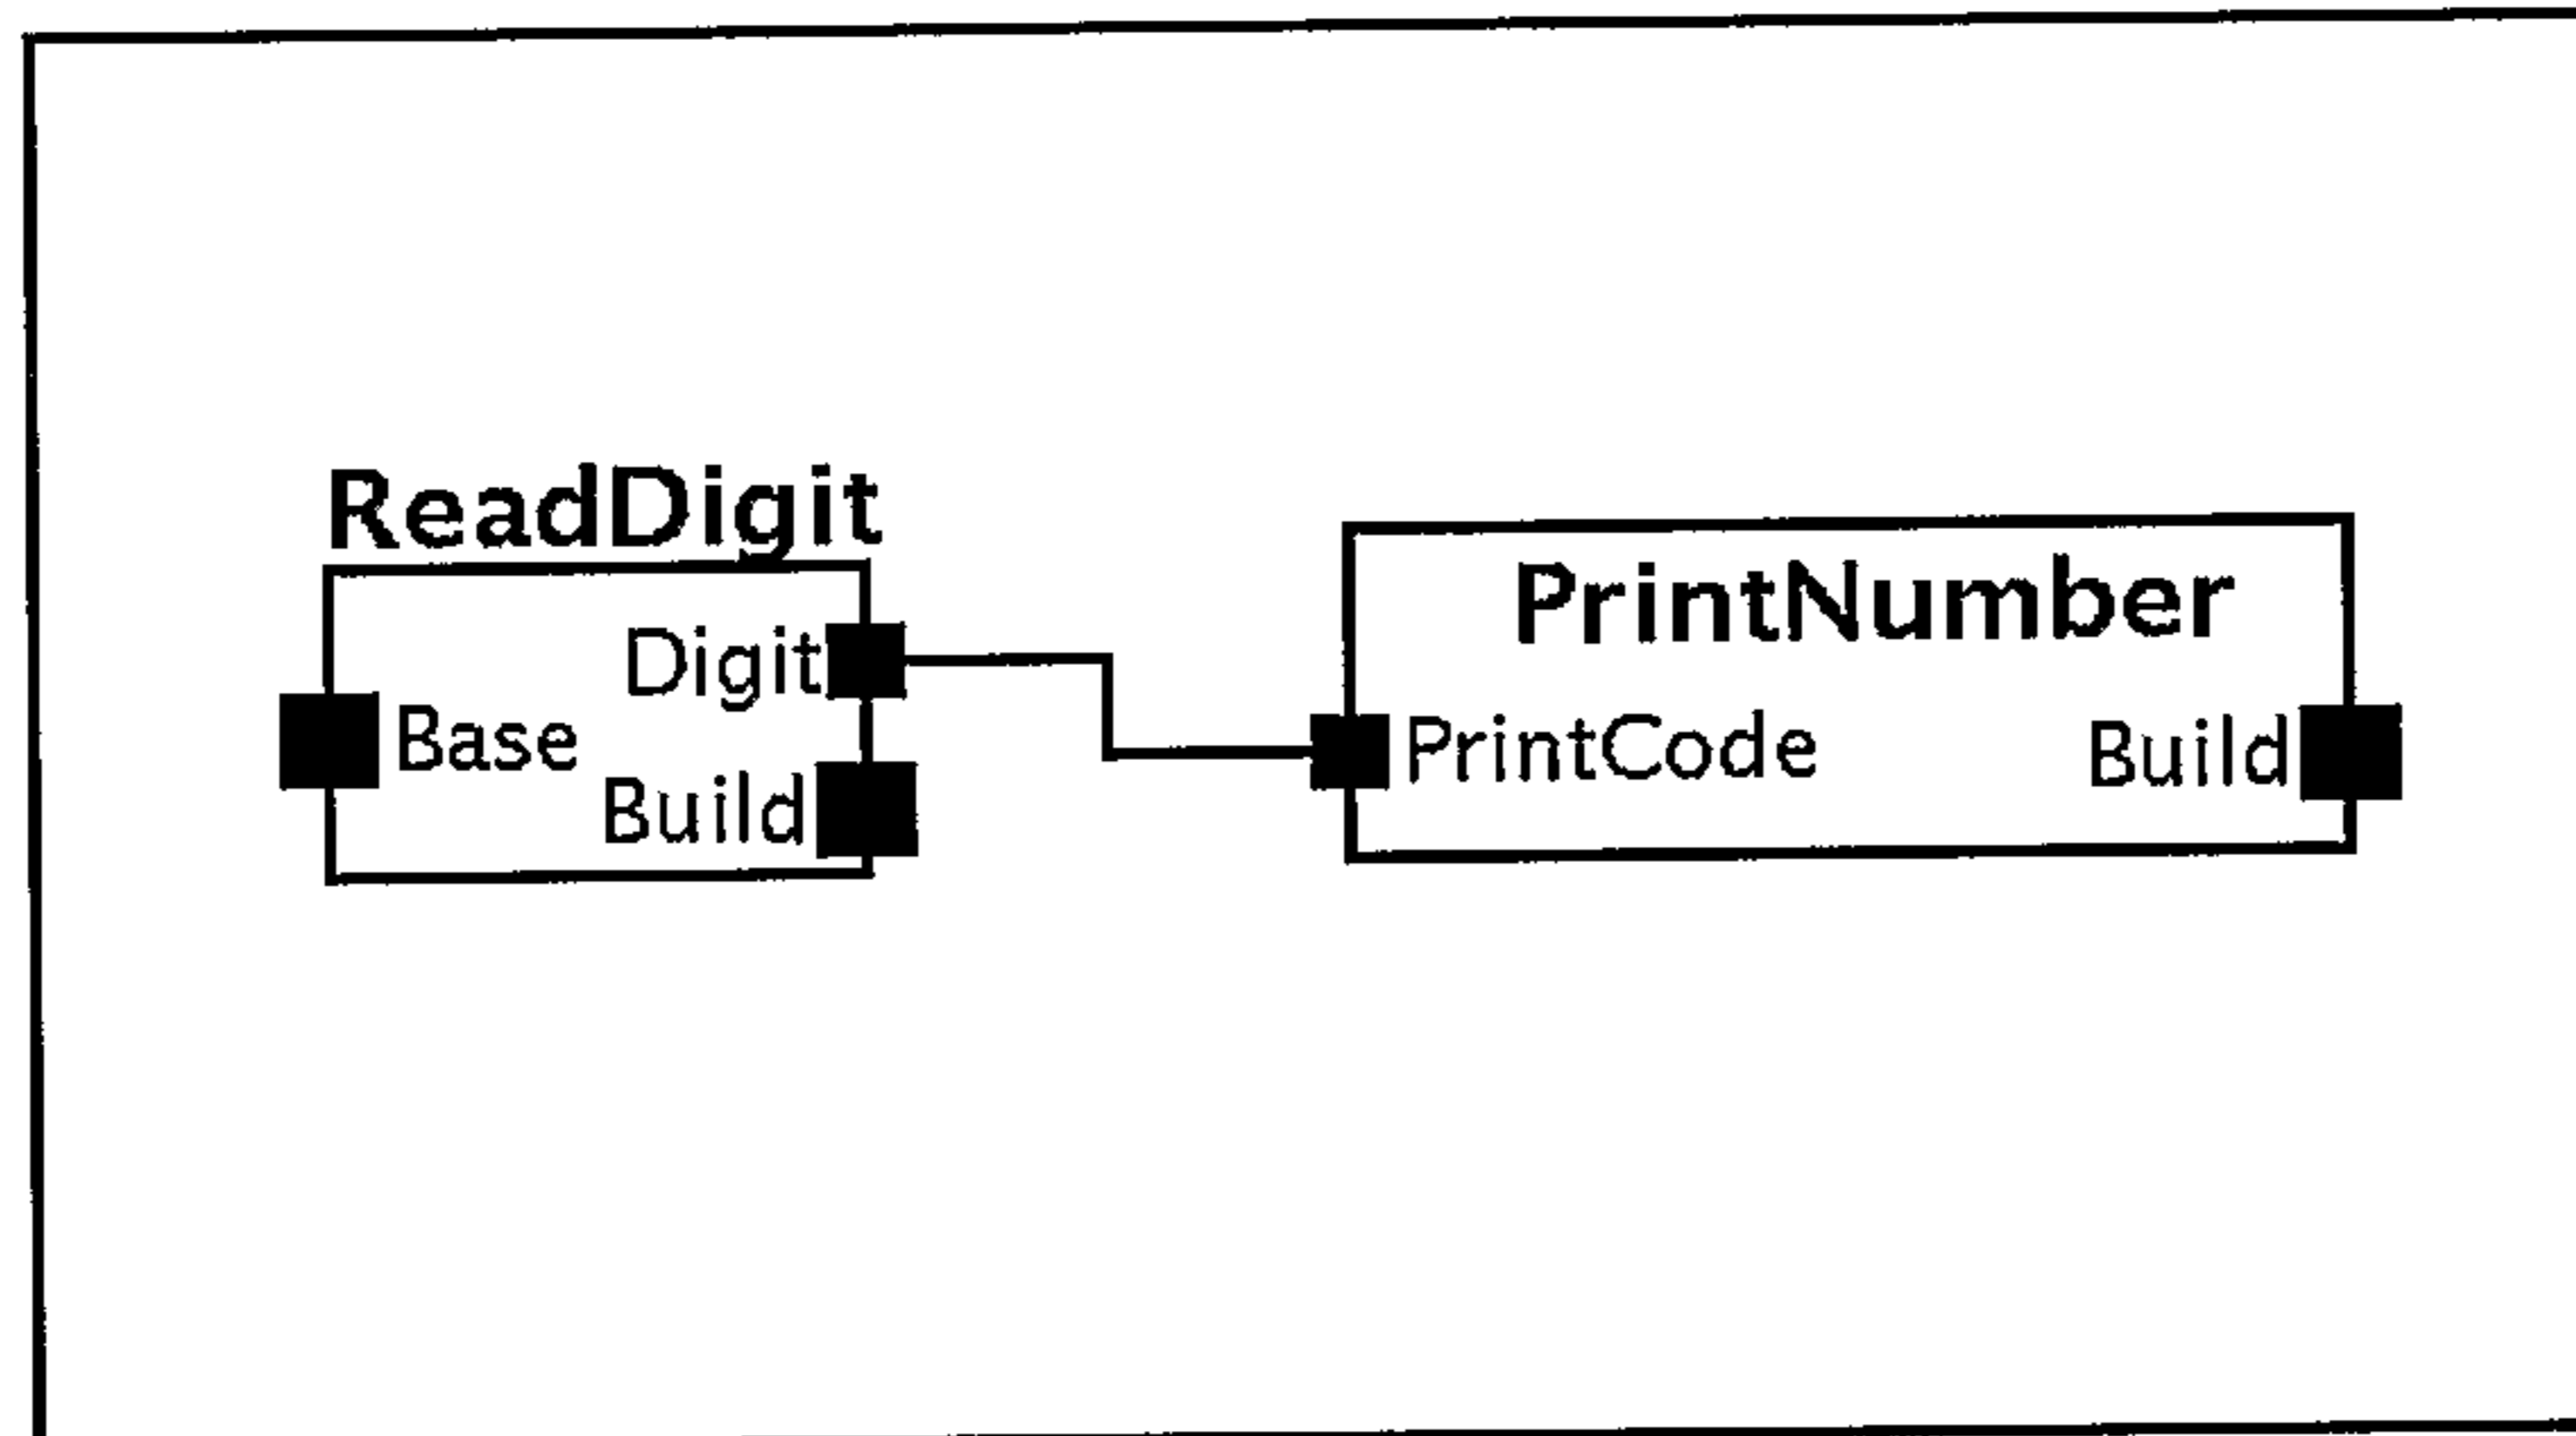 ReadDigit
Digit
Base
Build
PrintNumber
PrintCode Build